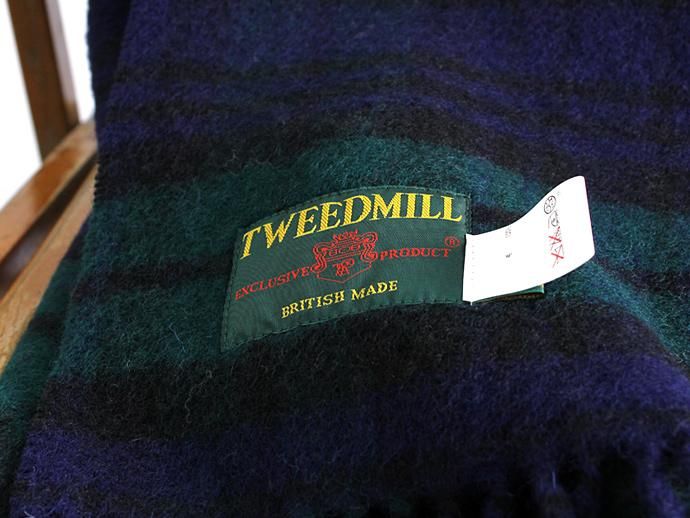 TWEEDMILL
EXCLUSIVE PRODUCT ®
BRITISH MADE